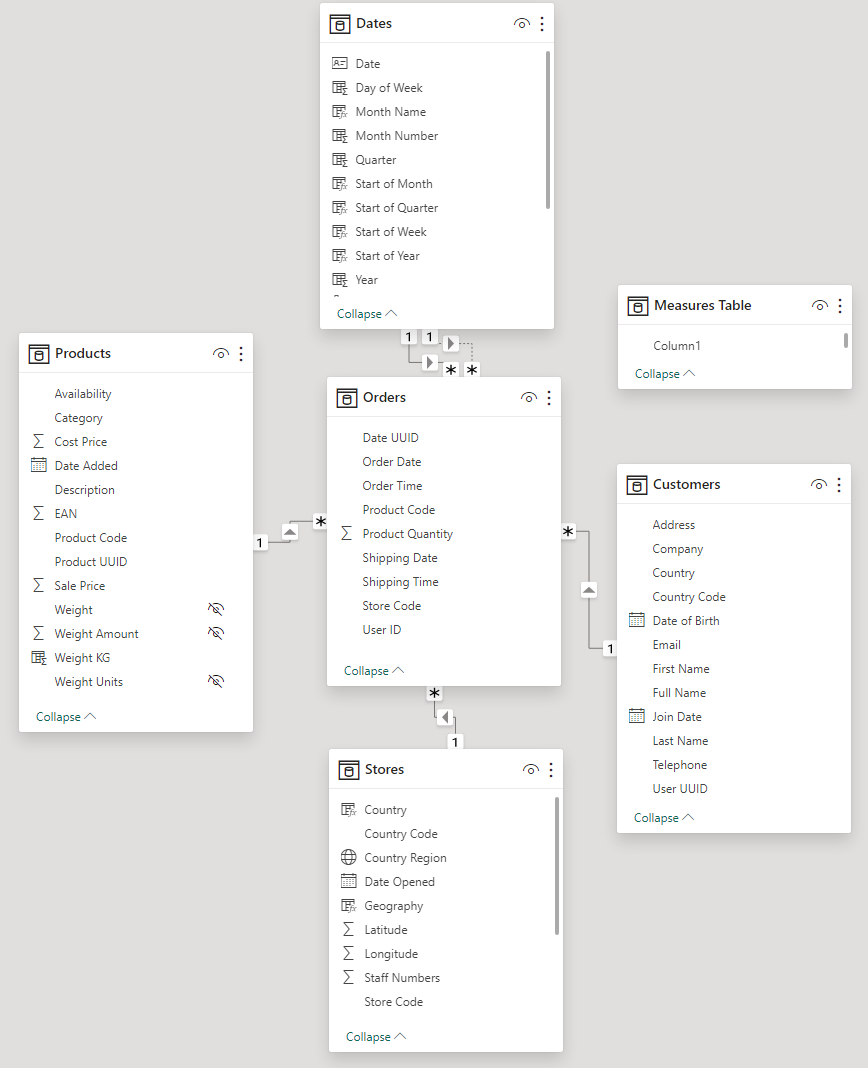 Dates
Date
Day of Week
Month Name
Month Number
Quarter
Start of Month
Start of Quarter
Start of Week
Start of Year
Year
Collapse
1
1
*
*
Products
Availability
Category
Cost Price
Date Added
Description
EAN
Product Code
Product UUID
Sale Price
Weight
Weight Amount
Weight KG
Weight Units
Collapse
1
*
Orders
Date UUID
Order Date
Order Time
Product Code
Product Quantity
Shipping Date
Shipping Time
Store Code
User ID
Collapse
*
1
Stores
Country
Country Code
Country Region
Date Opened
Geography
Latitude
Longitude
Staff Numbers
Store Code
Collapse
Measures Table
Column1
Collapse
*
1
Customers
Address
Company
Country
Country Code
Date of Birth
Email
First Name
Full Name
Join Date
Last Name
Telephone
User UUID
Collapse